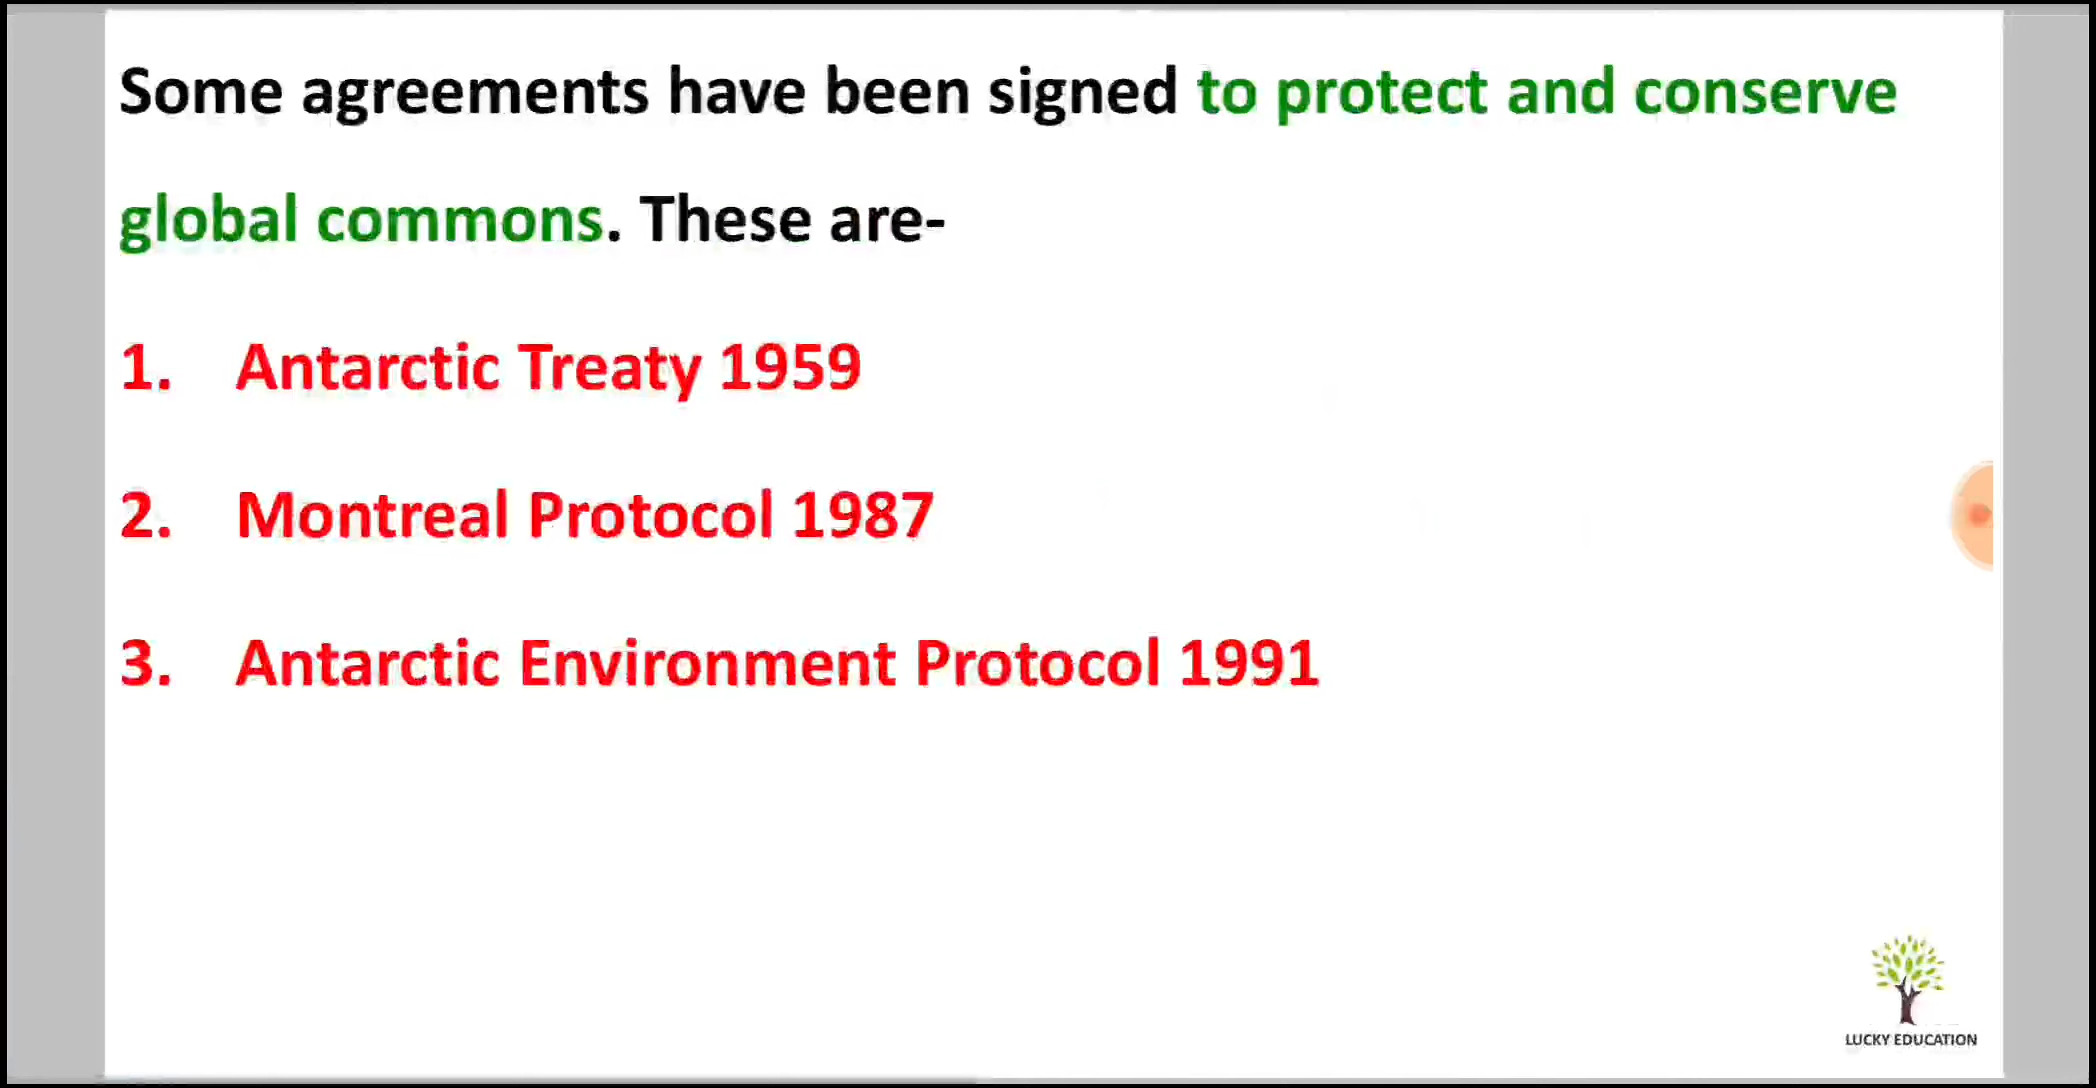 Some agreements have been signed to protect and conserve
global commons. These are-
1. Antarctic Treaty 1959
2. Montreal Protocol 1987
3. Antarctic Environment Protocol 1991
LUCKY EDUCATION